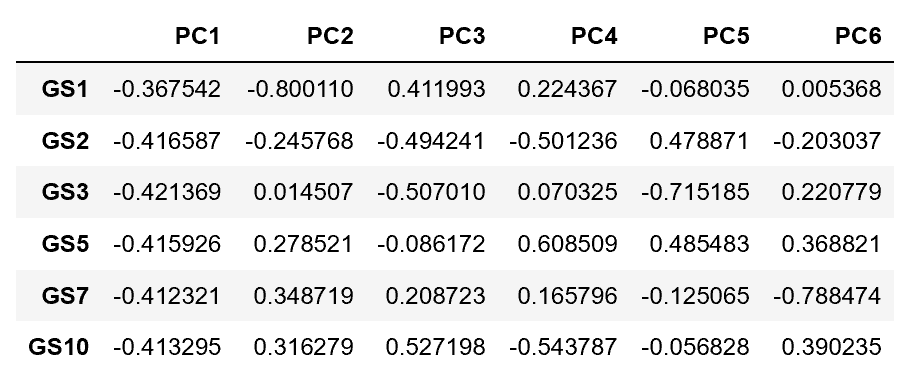 PC1 PC2 PC3 PC4 PC5 PC6
GS1 -0.367542 -0.800110 0.411993 0.224367 -0.068035 0.005368
GS2 -0.416587 -0.245768 -0.494241 -0.501236 0.478871 -0.203037
GS3 -0.421369 0.014507 -0.507010 0.070325 -0.715185 0.220779
GS5 -0.415926 0.278521 -0.086172 0.608509 0.485483 0.368821
GS7 -0.412321 0.348719 0.208723 0.165796 -0.125065 -0.788474
GS10 -0.413295 0.316279 0.527198 -0.543787 -0.056828 0.390235